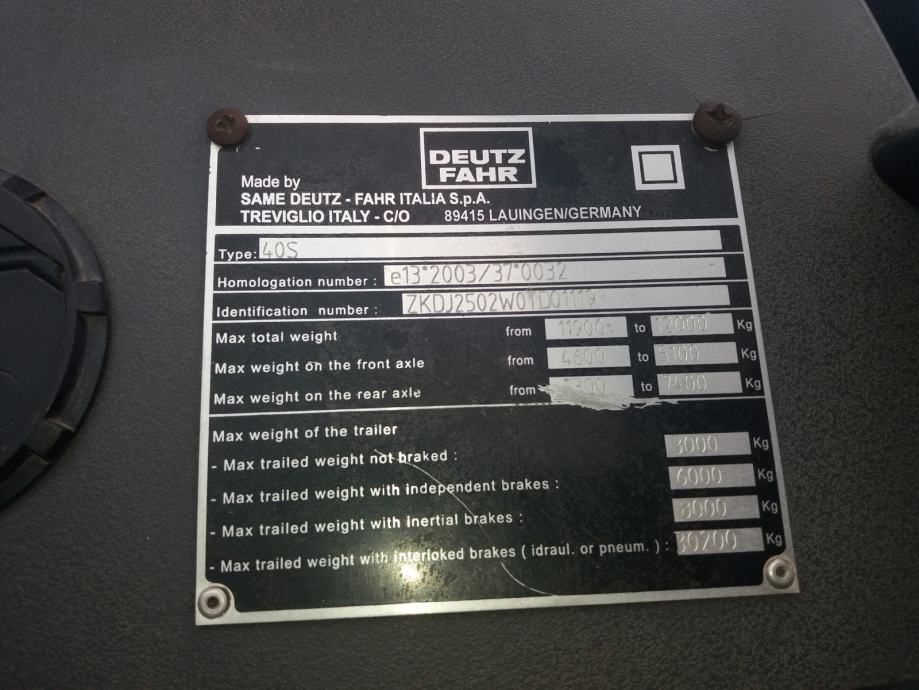 DEUTZ
FAHR
Made by
SAME DEUTZ - FAHR ITALIA S.p.A.
TREVIGLIO ITALY - C/O 89415 LAUINGEN/GERMANY
Type: 40S
Homologation number : e13*2003/37*0032
Identification number : ZKDJ2502W0TD01119
Max total weight from 11900 to 12000 Kg
Max weight on the front axle from 4600 to 5100 Kg
Max weight on the rear axle from to 7400 Kg
Max weight of the trailer
- Max trailed weight not braked : 3000 Kg
- Max trailed weight with independent brakes : 6000 Kg
- Max trailed weight with inertial brakes : 8000 Kg
- Max trailed weight with interloked brakes ( idraul. or pneum. ) : 30200 Kg